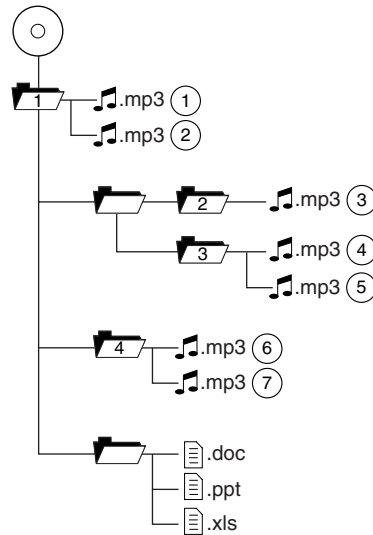 1 .mp3 1
.mp3 2
2 .mp3 3
3 .mp3 4
.mp3 5
4 .mp3 6
.mp3 7
.doc
.ppt
.xls